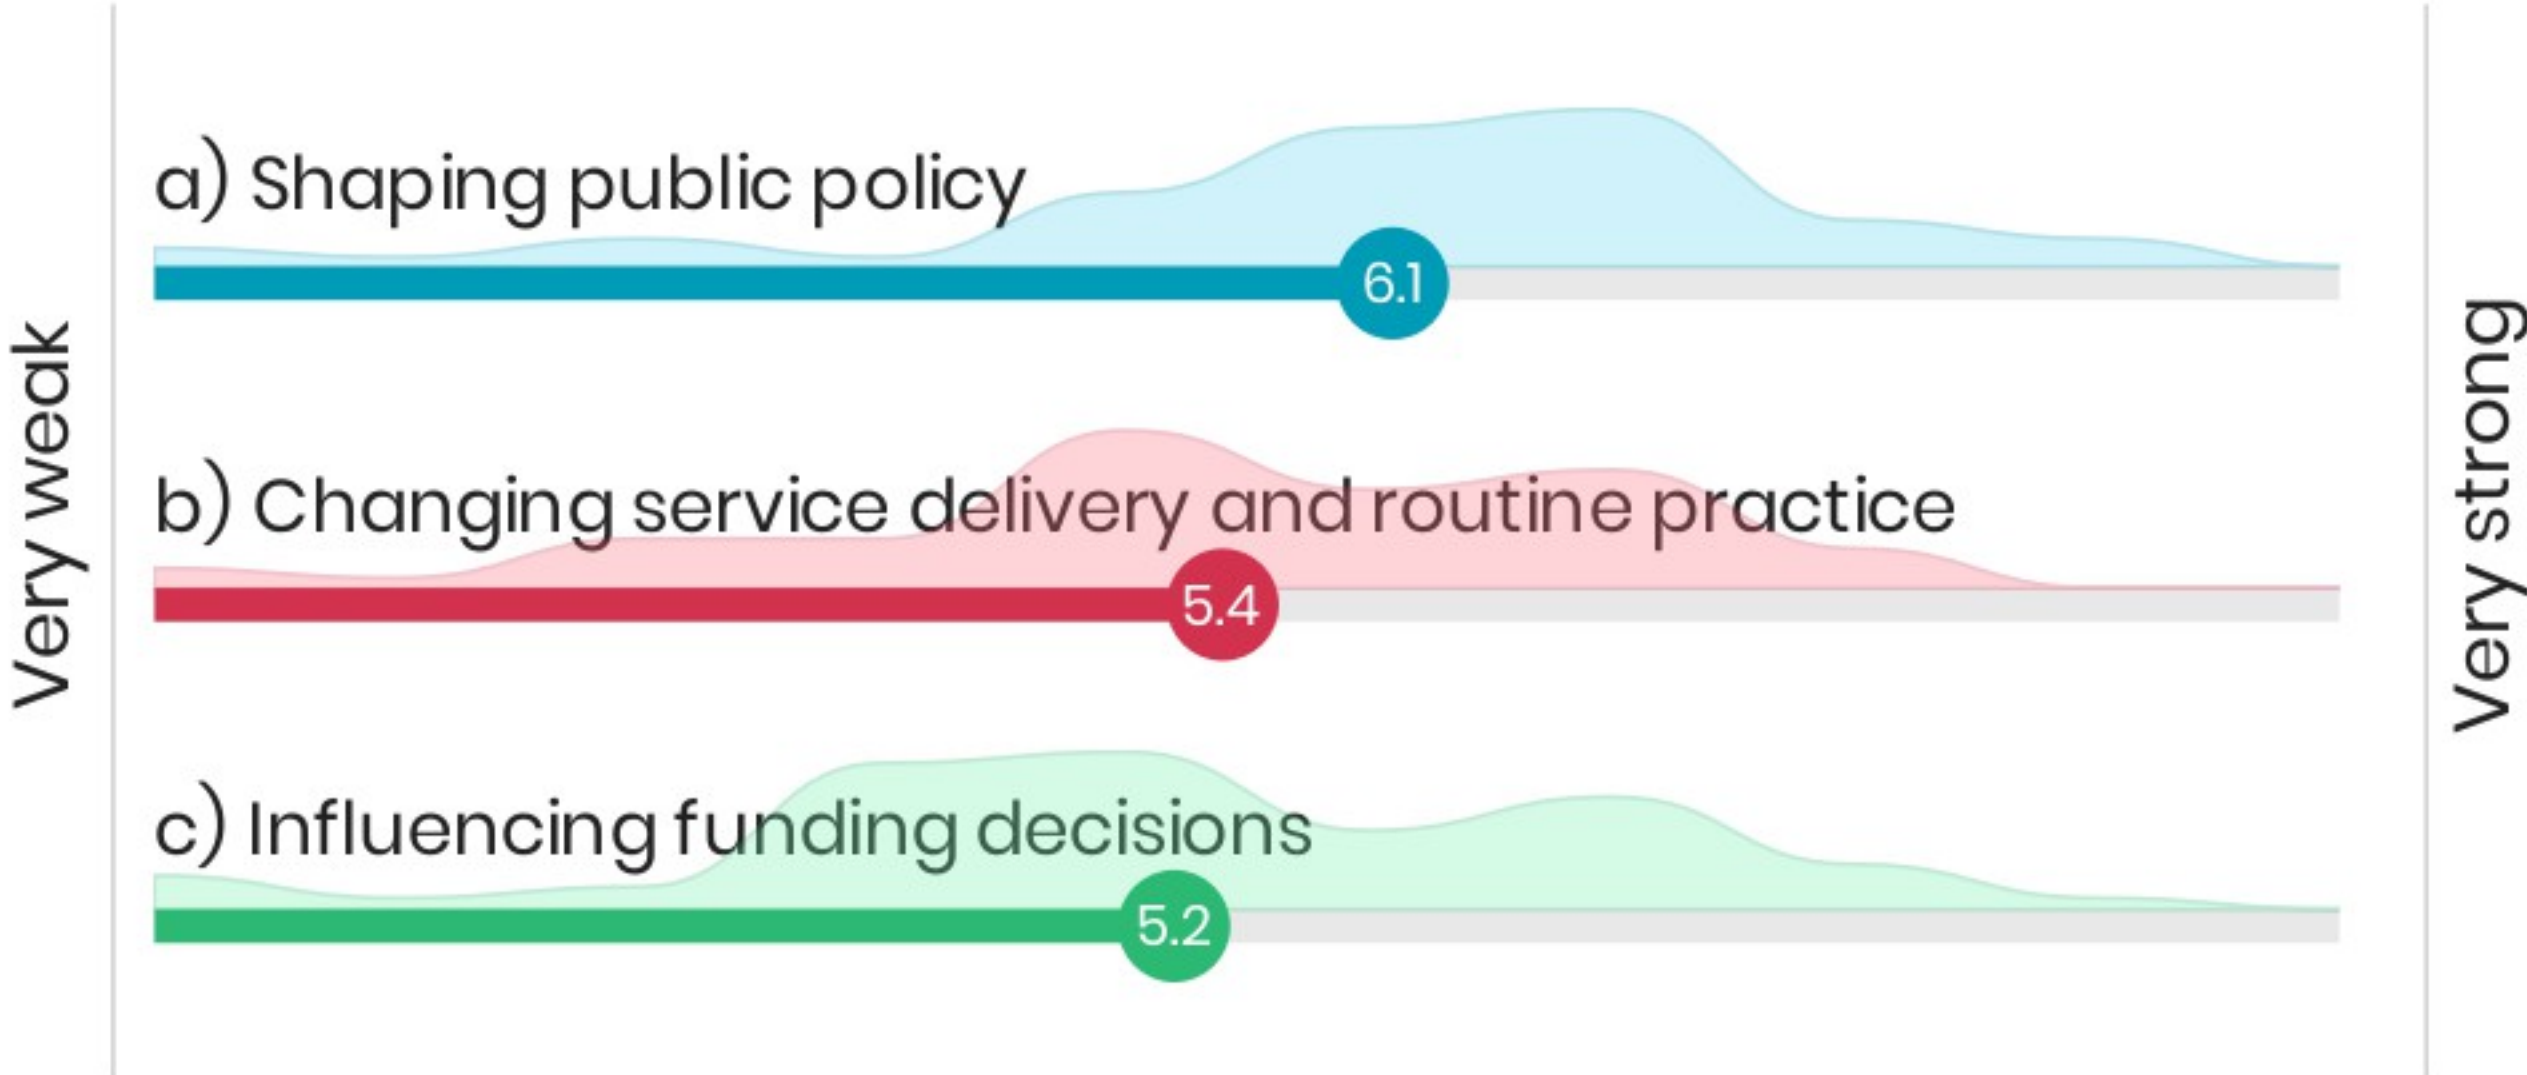 Very weak
a) Shaping public policy
6.1
b) Changing service delivery and routine practice
5.4
c) Influencing funding decisions
5.2
Very strong